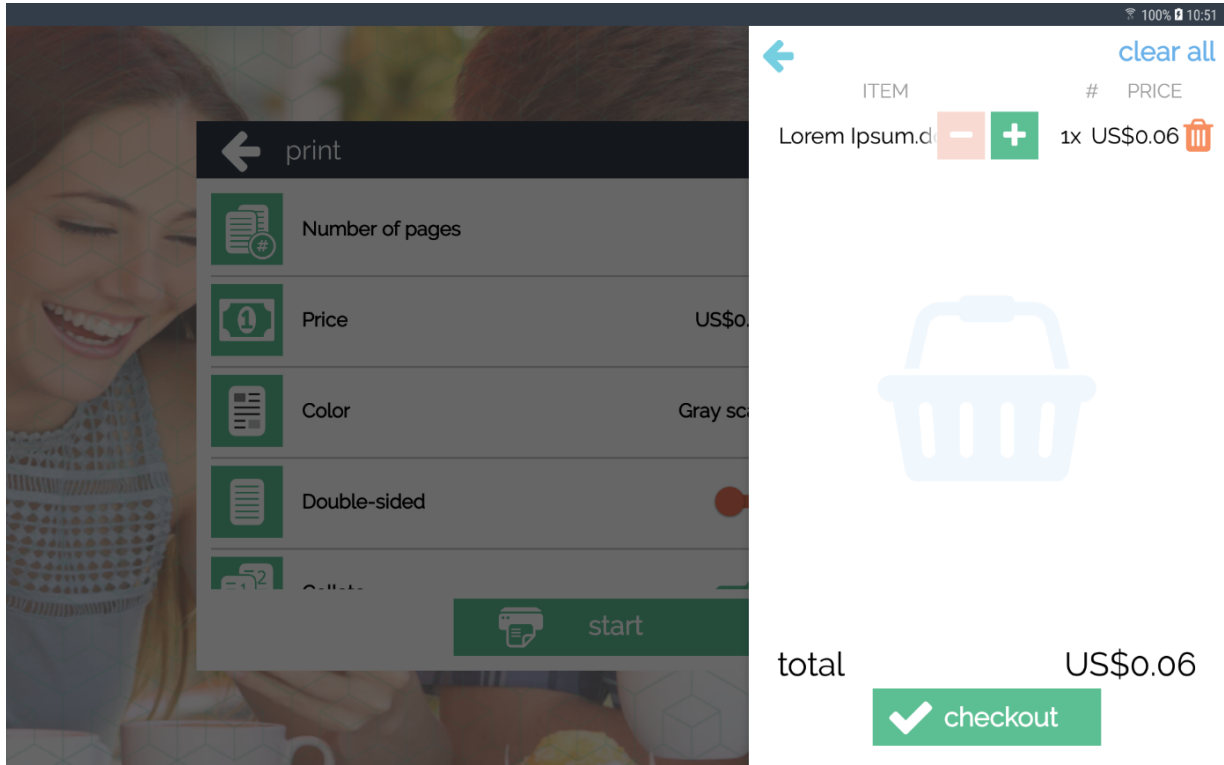 100% 10:51
clear all
ITEM # PRICE
Lorem Ipsum.d 1x US$0.06
print
Number of pages
Price US$0.
Color Gray sca
Double-sided
Collate
start
total US$0.06
checkout